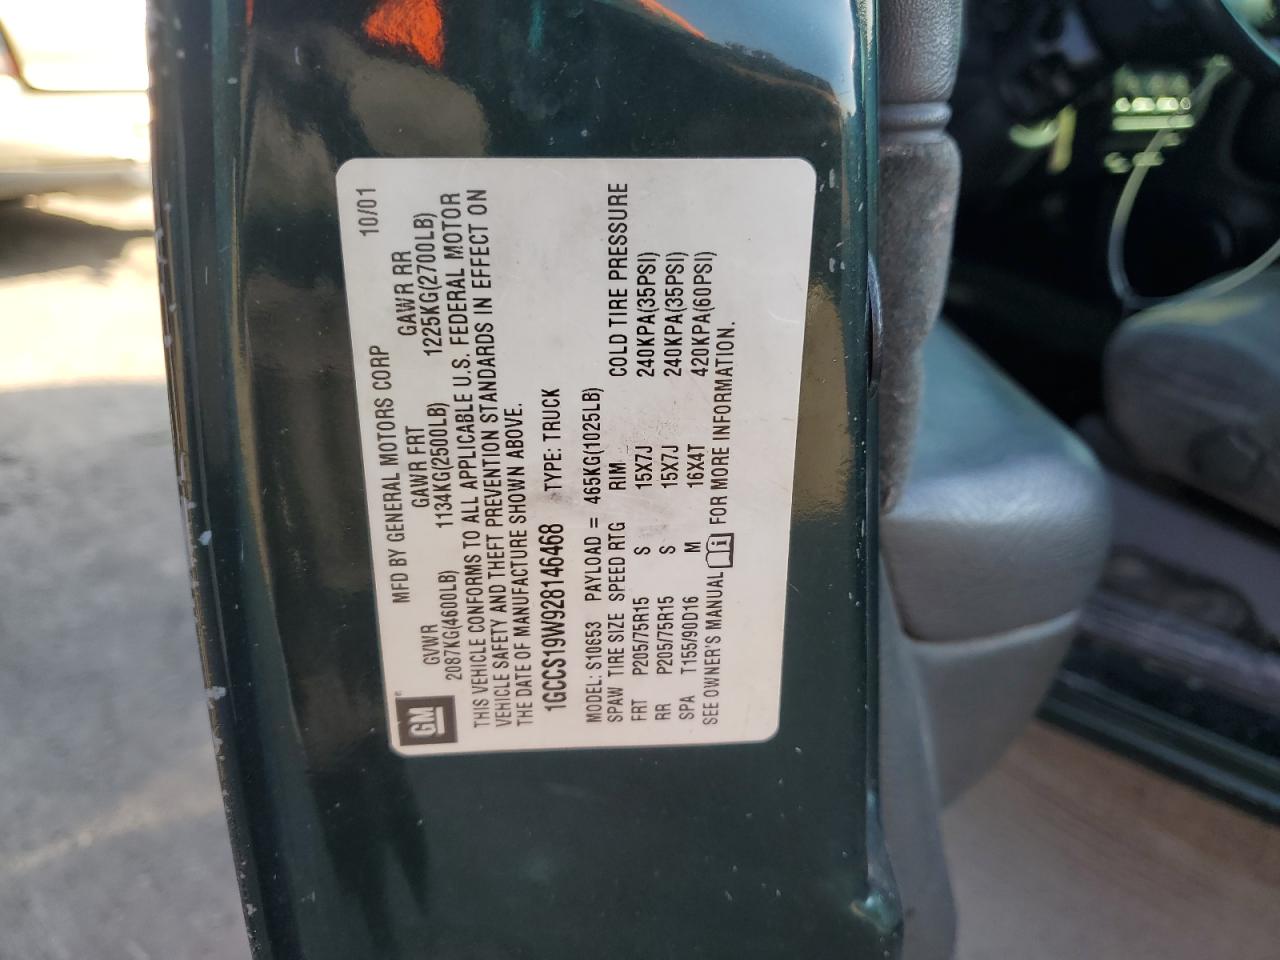 GM
MFD BY GENERAL MOTORS CORP 10/01
GVWR GAWR FRT GAWR RR
2087KG(4600LB) 1134KG(2500LB) 1225KG(2700LB)
THIS VEHICLE CONFORMS TO ALL APPLICABLE U.S. FEDERAL MOTOR
VEHICLE SAFETY AND THEFT PREVENTION STANDARDS IN EFFECT ON
THE DATE OF MANUFACTURE SHOWN ABOVE.
1GCCS19W928146468 TYPE: TRUCK
MODEL: S10653 PAYLOAD = 465KG(1025LB)
SPAW TIRE SIZE SPEED RTG RIM COLD TIRE PRESSURE
FRT P205/75R15 S 15X7J 240KPA(35PSI)
RR P205/75R15 S 15X7J 240KPA(35PSI)
SPA T155/90D16 M 16X4T 420KPA(60PSI)
SEE OWNER'S MANUAL i FOR MORE INFORMATION.